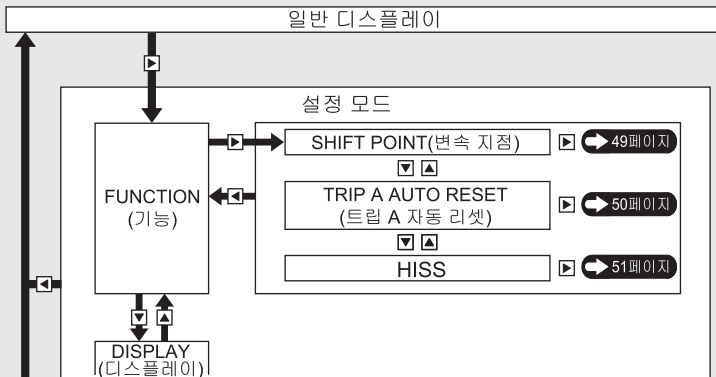 일반 디스플레이
설정 모드
FUNCTION
(기능)
SHIFT POINT(변속 지점)
49페이지
TRIP A AUTO RESET
(트립 A 자동 리셋)
50페이지
HISS
51페이지
DISPLAY
(디스플레이)